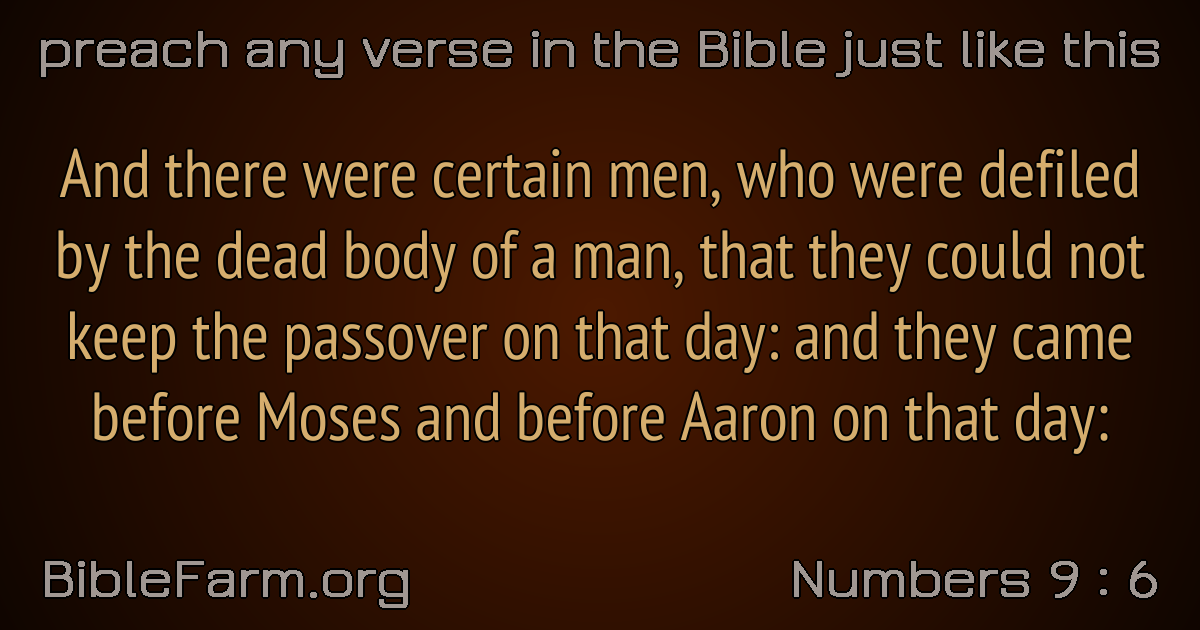 preach any verse in the Bible just like this
And there were certain men, who were defiled
by the dead body of a man, that they could not
keep the passover on that day: and they came
before Moses and before Aaron on that day:
BibleFarm.org
Numbers 9 : 6